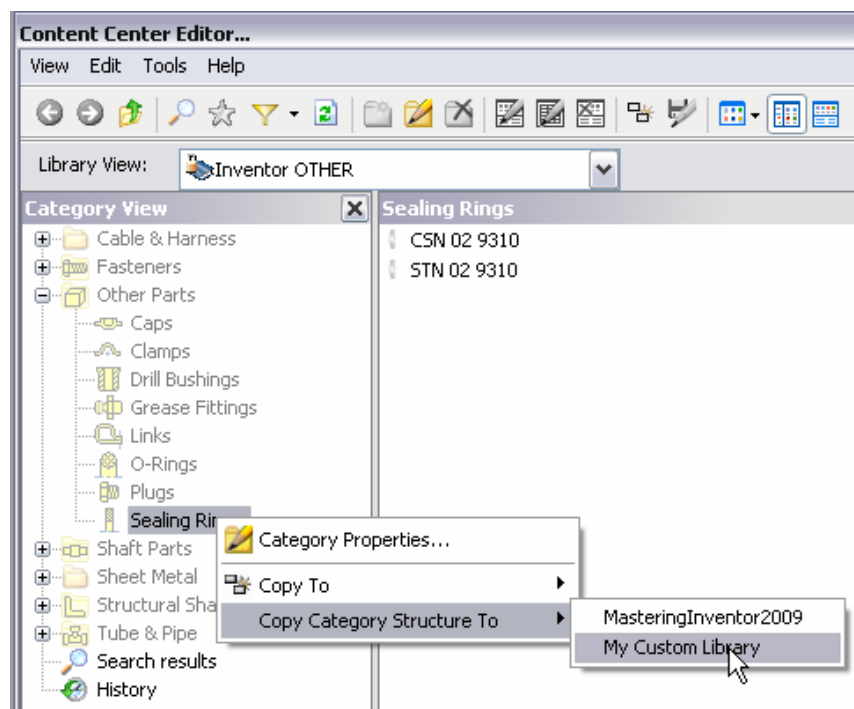 Content Center Editor...
View Edit Tools Help
Library View: Inventor OTHER
Category View
Cable & Harness
Fasteners
Other Parts
Caps
Clamps
Drill Bushings
Grease Fittings
Links
O-Rings
Plugs
Sealing Rin
Shaft Parts
Sheet Metal
Structural Sha
Tube & Pipe
Search results
History
Sealing Rings
CSN 02 9310
STN 02 9310
Category Properties...
Copy To
Copy Category Structure To
MasteringInventor2009
My Custom Library